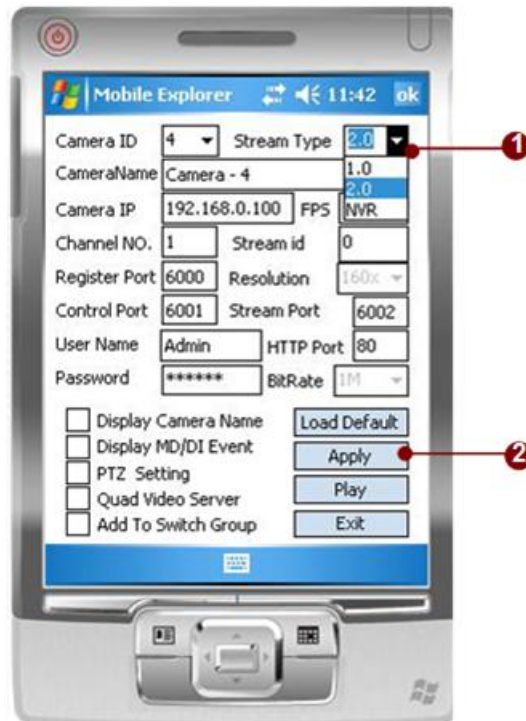 Mobile Explorer 11:42 ok
Camera ID 4 Stream Type 2.0
1
1.0
CameraName Camera - 4
2.0
Camera IP 192.168.0.100 FPS NVR
Channel NO. 1 Stream id 0
Register Port 6000 Resolution 160x
Control Port 6001 Stream Port 6002
User Name Admin HTTP Port 80
Password ****** BitRate 1M
Display Camera Name Load Default
Display MD/DI Event Apply
2
PTZ Setting
Quad Video Server Play
Add To Switch Group Exit